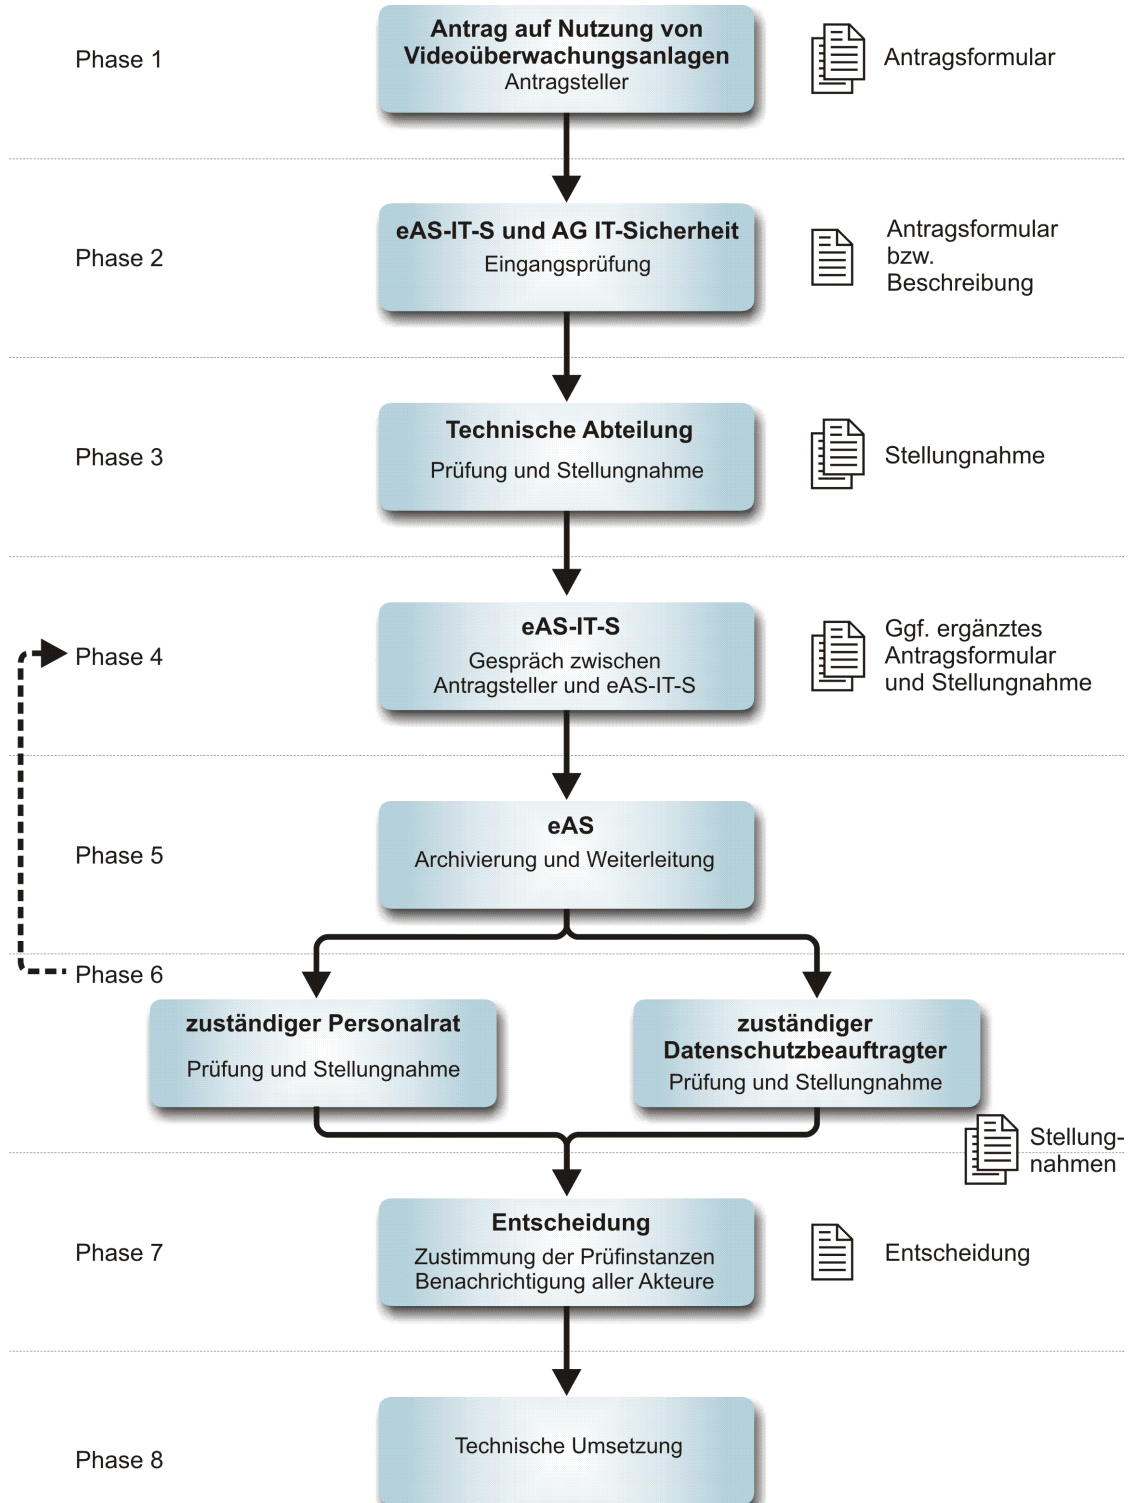 Phase 1
Antrag auf Nutzung von
Videoüberwachungsanlagen
Antragsteller
Antragsformular
Phase 2
eAS-IT-S und AG IT-Sicherheit
Eingangsprüfung
Antragsformular
bzw.
Beschreibung
Phase 3
Technische Abteilung
Prüfung und Stellungnahme
Stellungnahme
Phase 4
eAS-IT-S
Gespräch zwischen
Antragsteller und eAS-IT-S
Ggf. ergänztes
Antragsformular
und Stellungnahme
Phase 5
eAS
Archivierung und Weiterleitung
Phase 6
zuständiger Personalrat
Prüfung und Stellungnahme
zuständiger
Datenschutzbeauftragter
Prüfung und Stellungnahme
Stellung-
nahmen
Phase 7
Entscheidung
Zustimmung der Prüfinstanzen
Benachrichtigung aller Akteure
Entscheidung
Phase 8
Technische Umsetzung